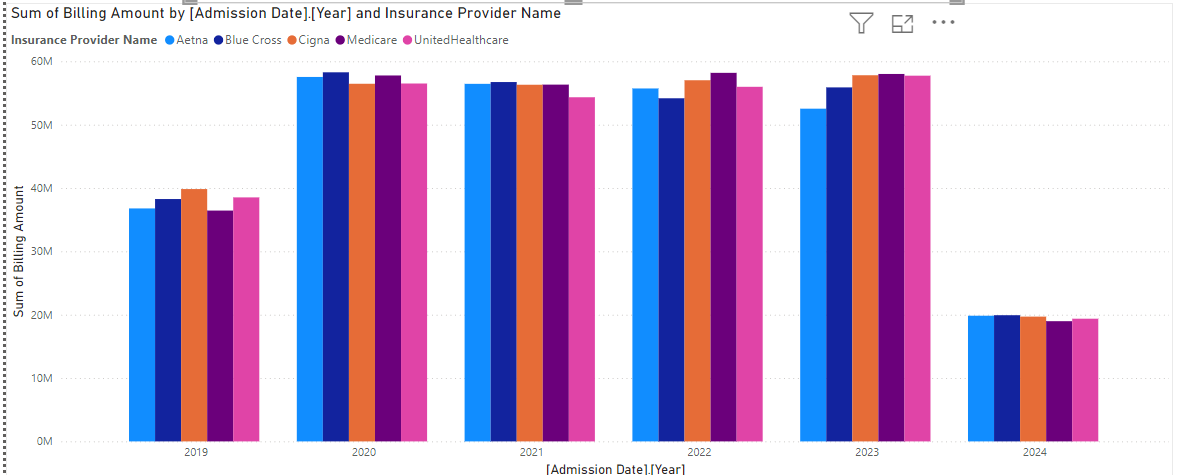 Sum of Billing Amount by [Admission Date].[Year] and Insurance Provider Name
Insurance Provider Name Aetna Blue Cross Cigna Medicare UnitedHealthcare
60M
50M
40M
30M
20M
10M
0M
Sum of Billing Amount
2019 2020 2021 2022 2023 2024
[Admission Date].[Year]